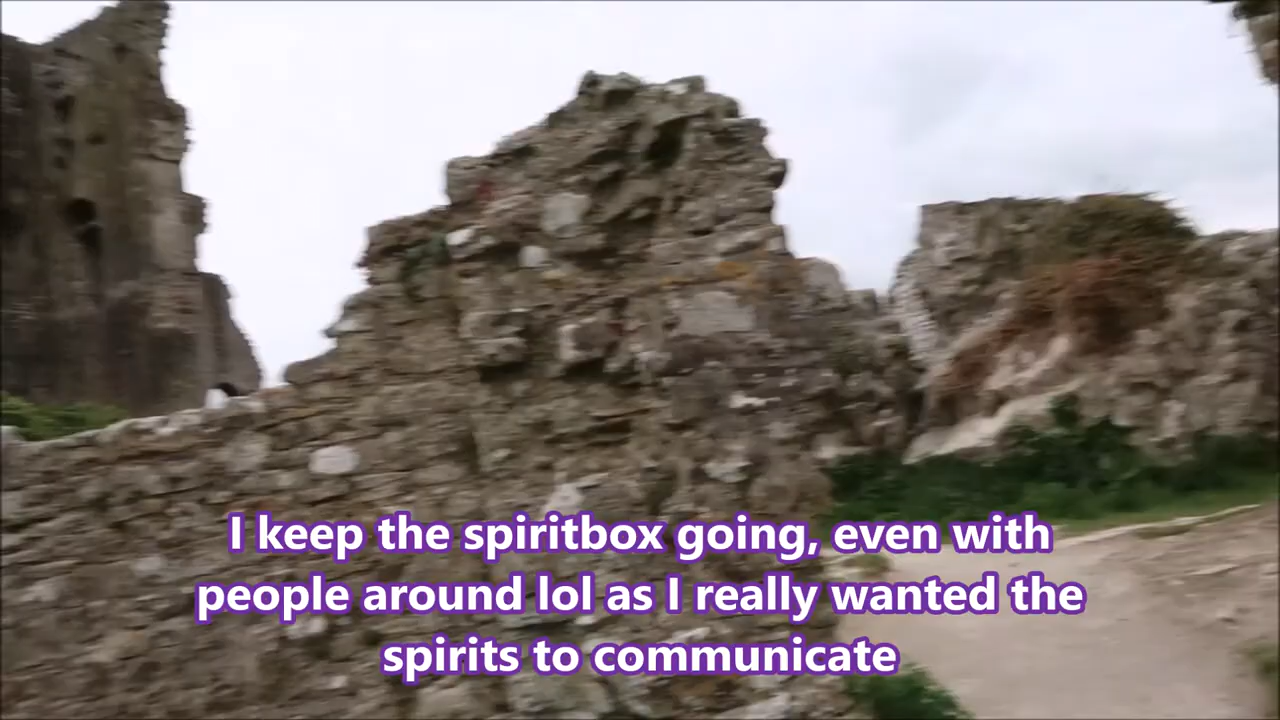 I keep the spiritbox going, even with
people around lol as I really wanted the
spirits to communicate